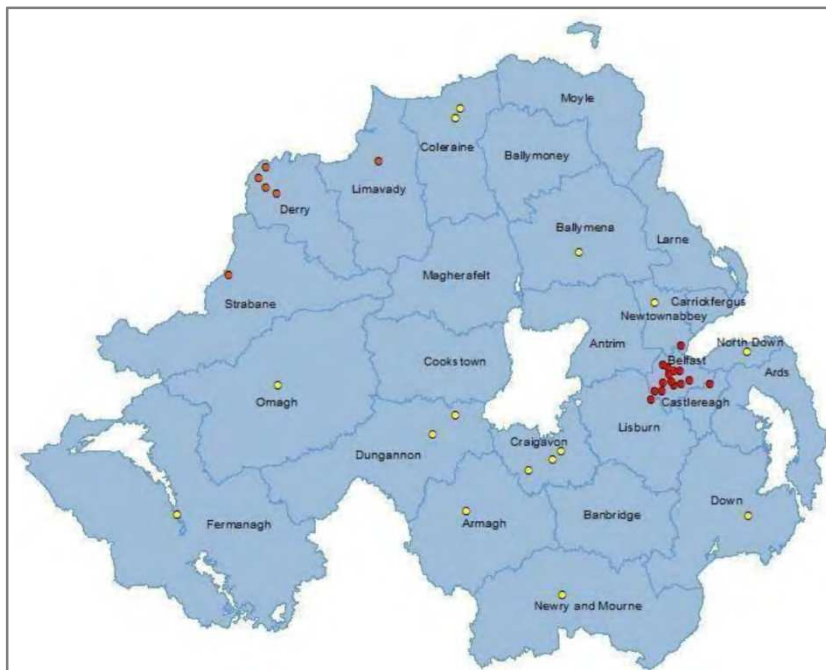 Moyle
Coleraine
Ballymoney
Limavady
Derry
Ballymena
Larne
Magherafelt
Strabane
Carrickfergus
Newtownabbey
Antrim
North Down
Belfast
Cookstown
Ards
Omagh
Castlereagh
Lisburn
Craigavon
Dungannon
Down
Armagh
Banbridge
Fermanagh
Newry and Mourne